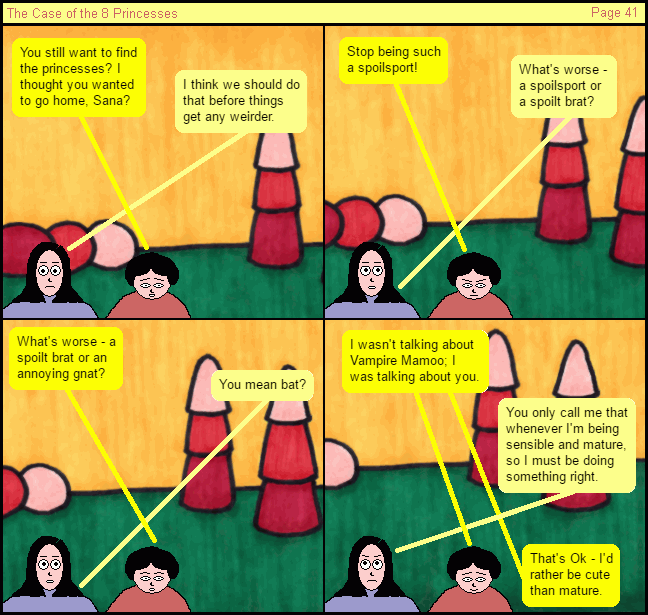 The Case of the 8 Princesses
Page 41
You still want to find
the princesses? I
thought you wanted
to go home, Sana?
I think we should do
that before things
get any weirder.
Stop being such
a spoilsport!
What's worse -
a spoilsport or
a spoilt brat?
What's worse - a
spoilt brat or an
annoying gnat?
You mean bat?
I wasn't talking about
Vampire Mamoo; I
was talking about you.
You only call me that
whenever I'm being
sensible and mature,
so I must be doing
something right.
That's Ok - I'd
rather be cute
than mature.